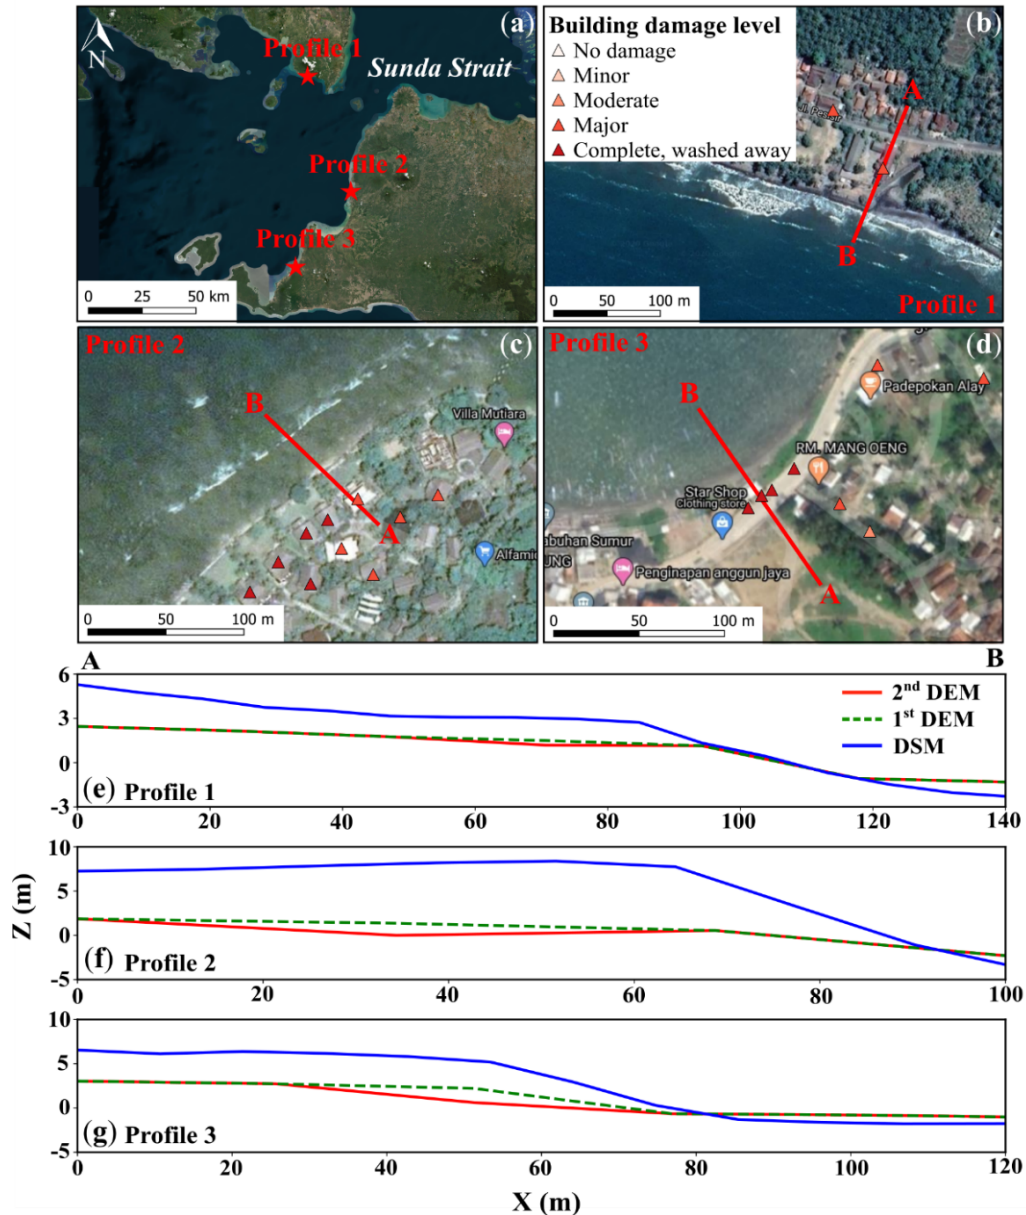 (a)
N
Profile 1
Sunda Strait
Profile 2
Profile 3
0 25 50 km
(b)
Building damage level
No damage
Minor
Moderate
Major
Complete, washed away
A
B
0 50 100 m
Profile 1
Profile 2
(c)
B
Villa Mutiara
A
0 50 100 m
Profile 3
(d)
B
Padepokan Alay
RM. MANG OENG
Star Shop
Clothing store
abuhan Sumur
UNG
Penginapan anggun jaya
A
0 50 100 m
A B
6
3
0
-3
2nd DEM
1st DEM
DSM
(e) Profile 1
0 20 40 60 80 100 120 140
10
5
0
-5
(f) Profile 2
0 20 40 60 80 100
10
5
0
-5
(g) Profile 3
0 20 40 60 80 100 120
Z (m)
X (m)